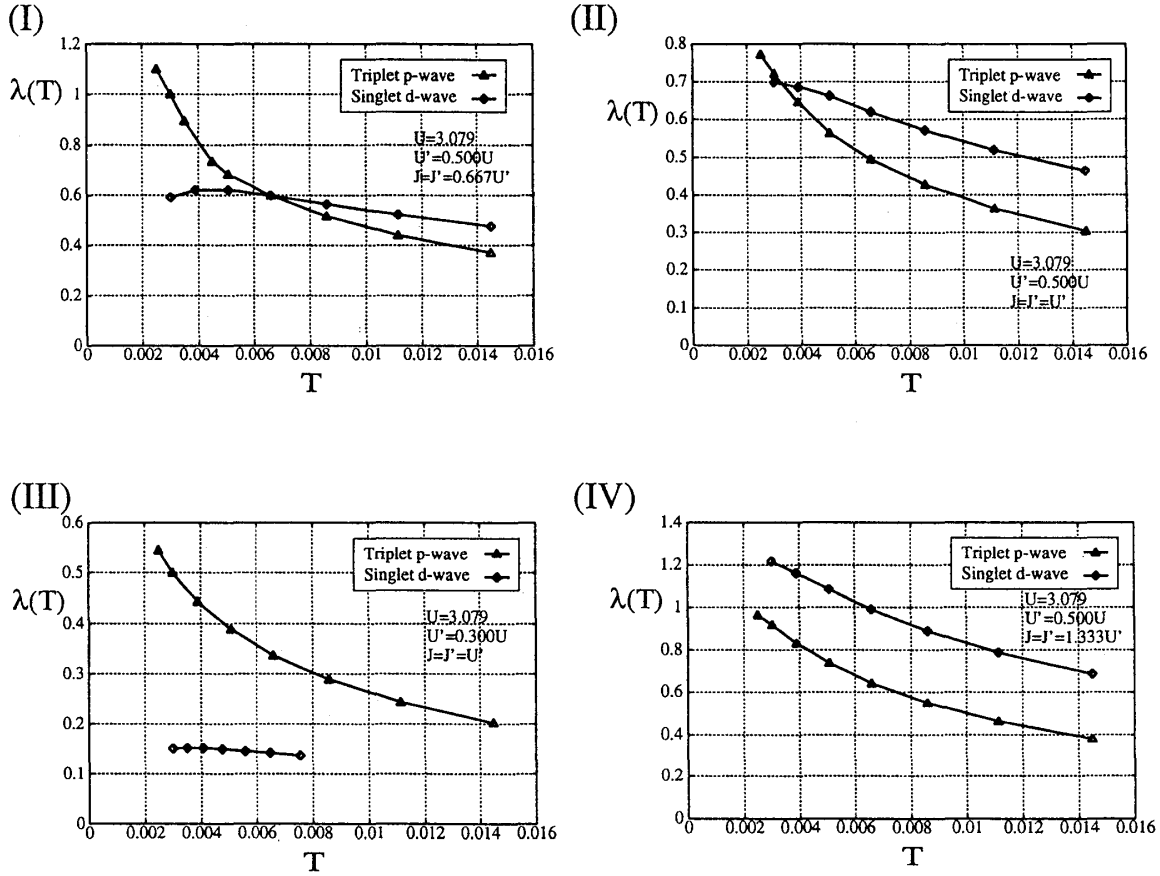 (I)
1.2
1
0.8
0.6
0.4
0.2
0
λ(T)
Triplet p-wave
Singlet d-wave
U=3.079
U'=0.500U
J=J'=0.667U'
0 0.002 0.004 0.006 0.008 0.01 0.012 0.014 0.016
T
(II)
0.8
0.7
0.6
0.5
0.4
0.3
0.2
0.1
0
λ(T)
Triplet p-wave
Singlet d-wave
U=3.079
U'=0.500U
J=J'=U'
0 0.002 0.004 0.006 0.008 0.01 0.012 0.014 0.016
T
(III)
0.6
0.5
0.4
0.3
0.2
0.1
0
λ(T)
Triplet p-wave
Singlet d-wave
U=3.079
U'=0.300U
J=J'=U'
0 0.002 0.004 0.006 0.008 0.01 0.012 0.014 0.016
T
(IV)
1.4
1.2
1
0.8
0.6
0.4
0.2
0
λ(T)
Triplet p-wave
Singlet d-wave
U=3.079
U'=0.500U
J=J'=1.333U'
0 0.002 0.004 0.006 0.008 0.01 0.012 0.014 0.016
T